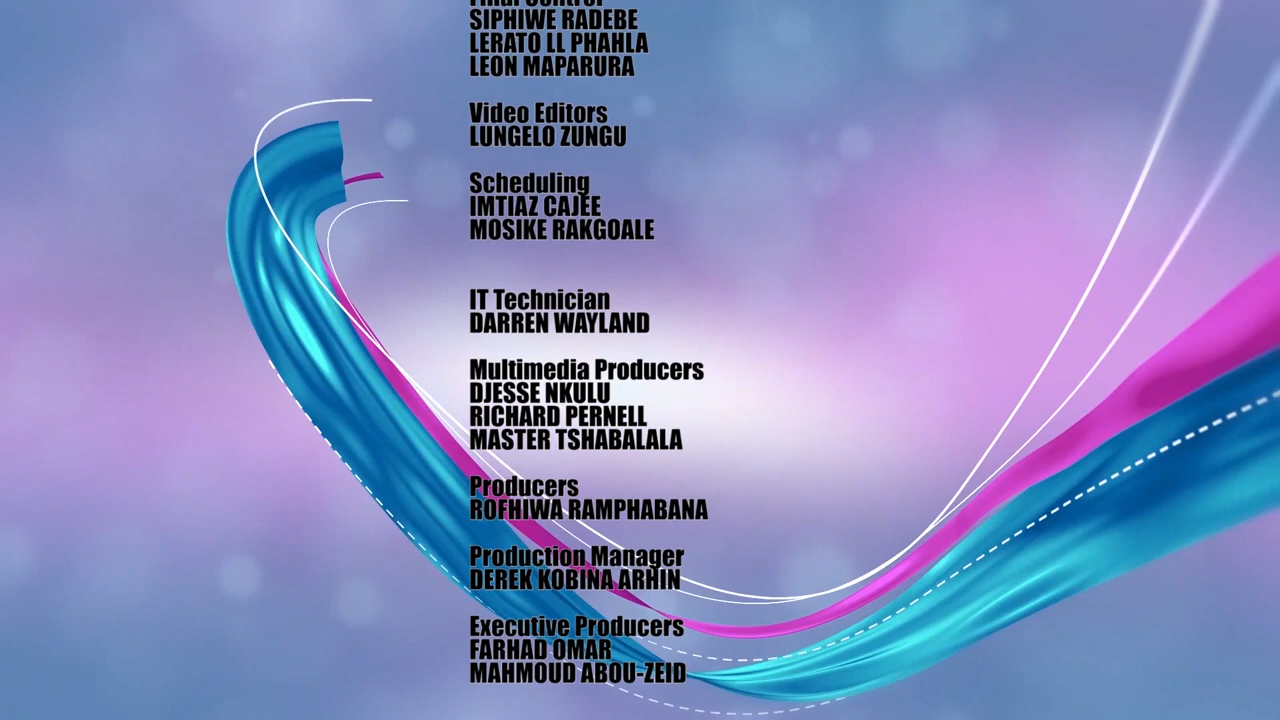 Final Control
SIPHIWE RADEBE
LERATO LL PHAHLA
LEON MAPARURA
Video Editors
LUNGELO ZUNGU
Scheduling
IMTIAZ CAJEE
MOSIKE RAKGOALE
IT Technician
DARREN WAYLAND
Multimedia Producers
DJESSE NKULU
RICHARD PERNELL
MASTER TSHABALALA
Producers
ROFHIWA RAMPHABANA
Production Manager
DEREK KOBINA ARHIN
Executive Producers
FARHAD OMAR
MAHMOUD ABOU-ZEID